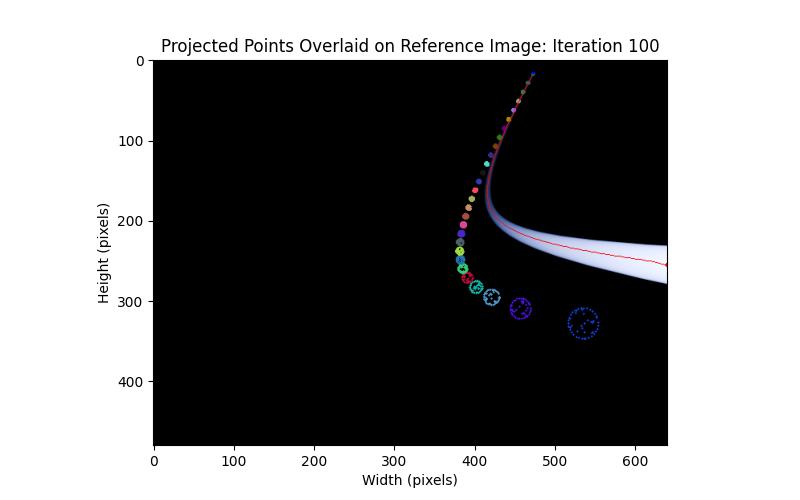 Projected Points Overlaid on Reference Image: Iteration 100
0
100
200
300
400
Height (pixels)
0 100 200 300 400 500 600
Width (pixels)